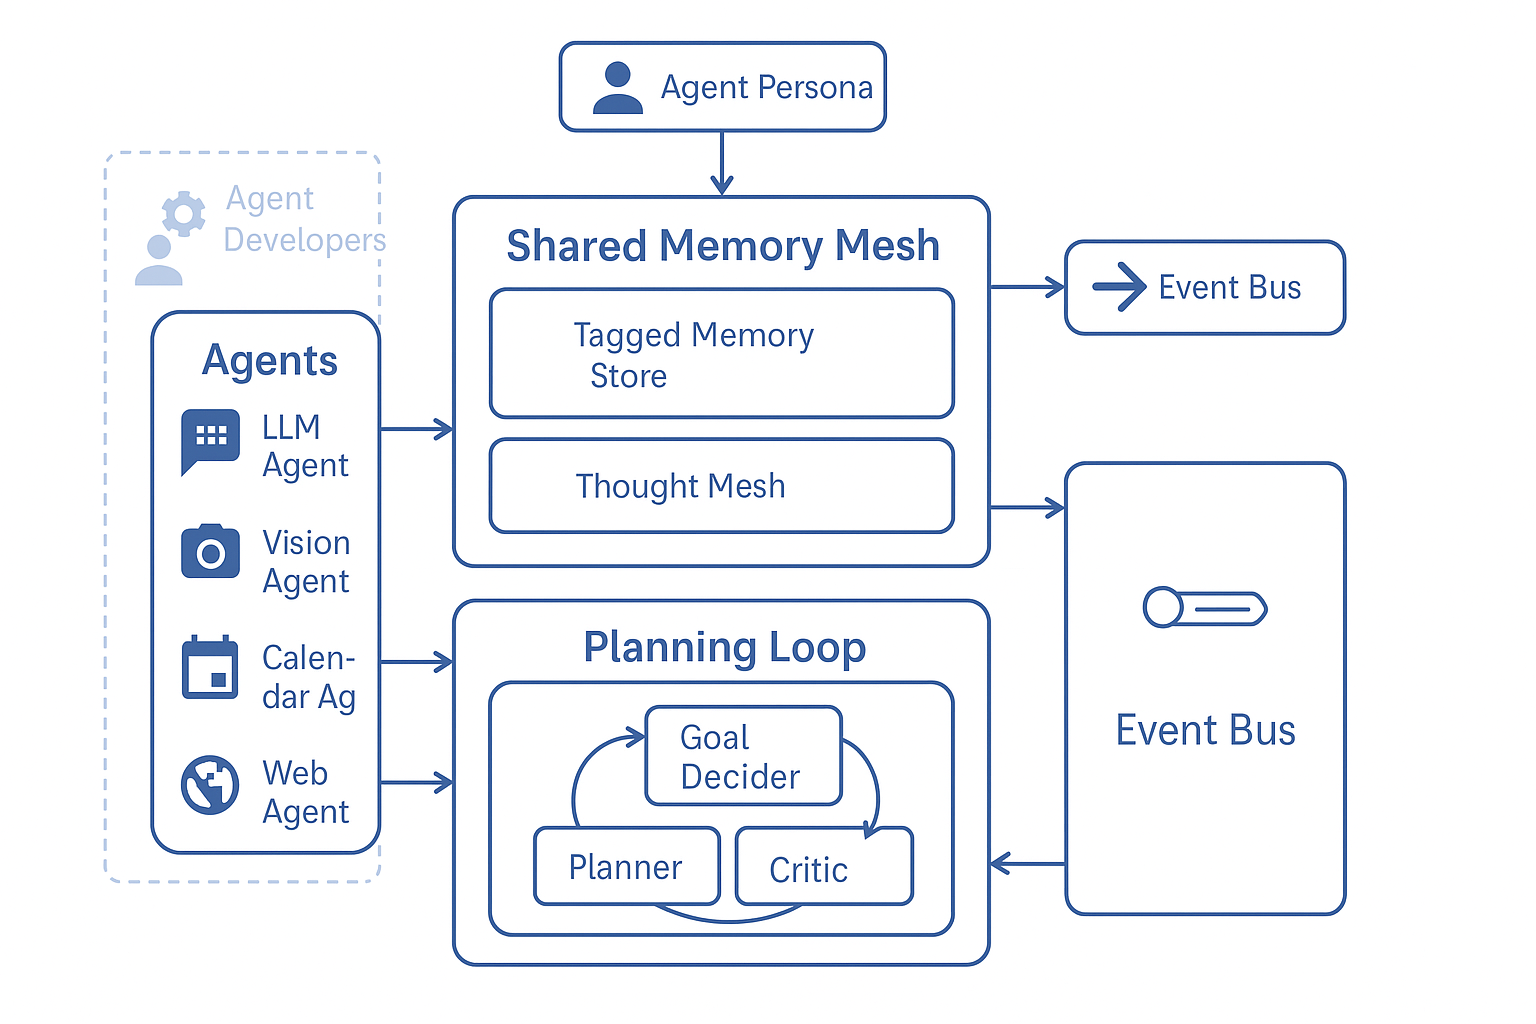 Agent Persona
Agent
Developers
Agents
LLM
Agent
Vision
Agent
Calen-
dar Ag
Web
Agent
Shared Memory Mesh
Tagged Memory
Store
Thought Mesh
Planning Loop
Goal
Decider
Planner
Critic
Event Bus
Event Bus